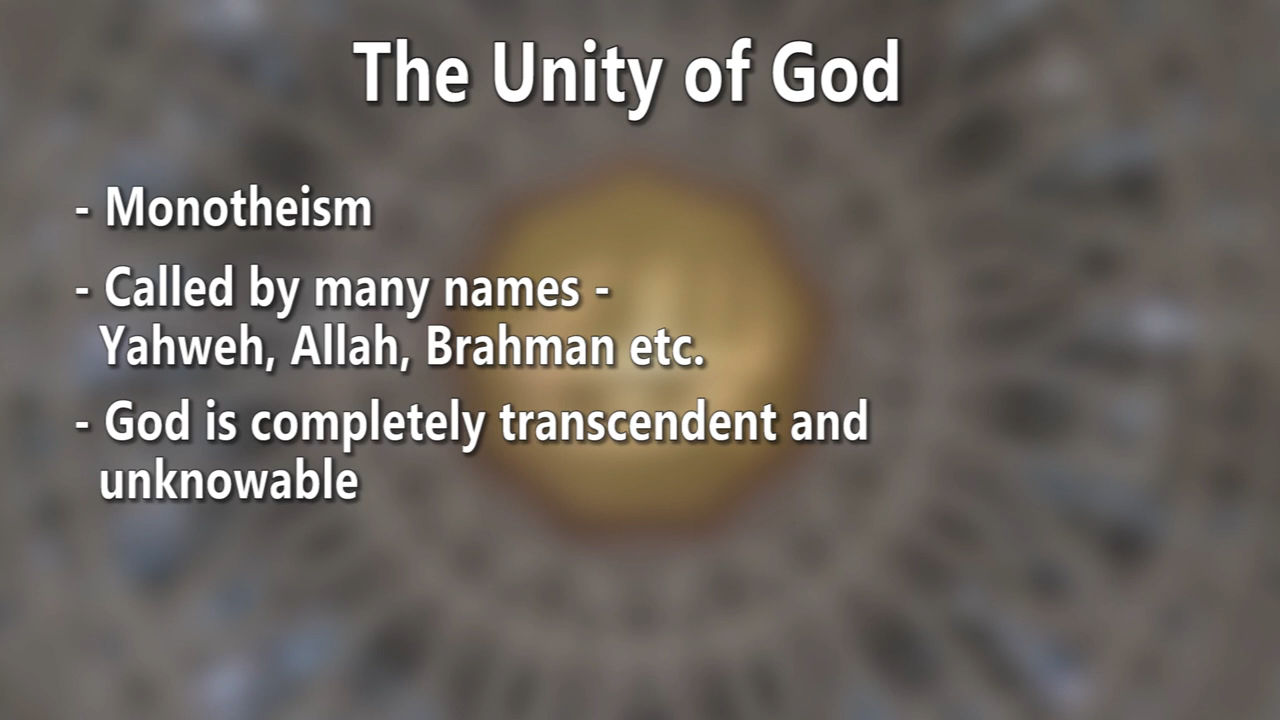 The Unity of God
- Monotheism
- Called by many names -
Yahweh, Allah, Brahman etc.
- God is completely transcendent and
unknowable